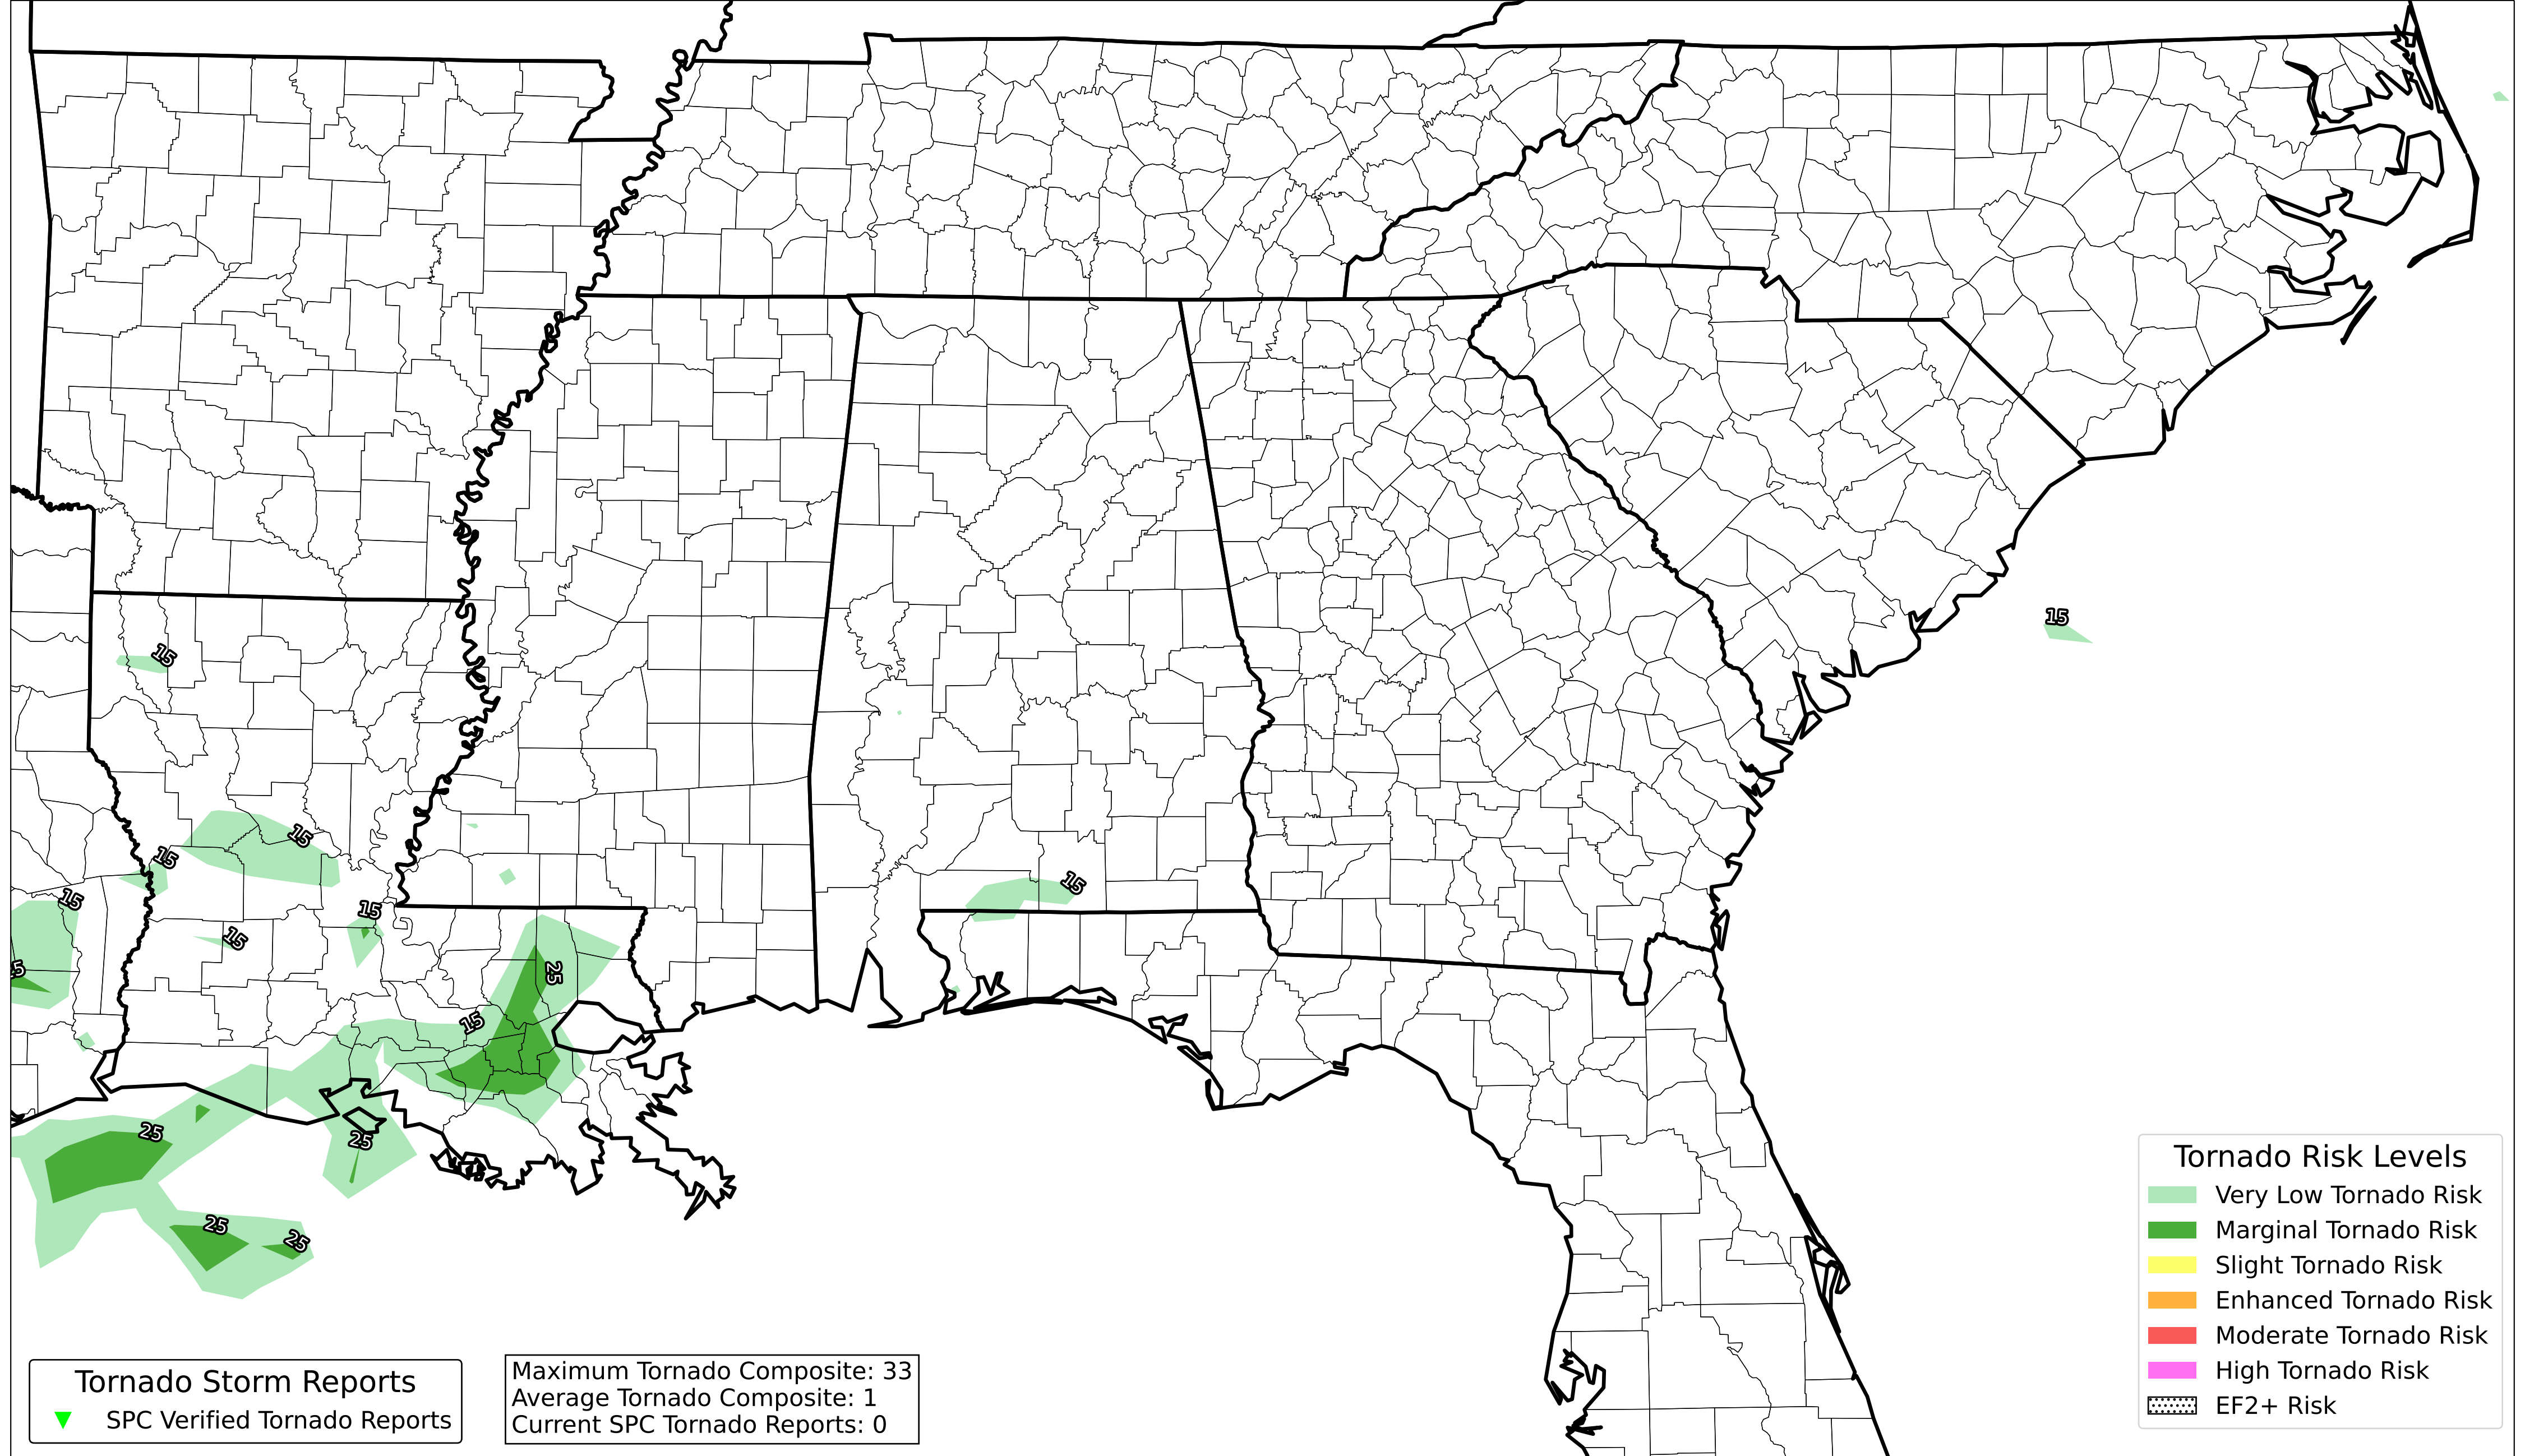 15
15
15
15
15
15
15
15
5
25
15
25
25
25
25
Tornado Risk Levels
Very Low Tornado Risk
Marginal Tornado Risk
Slight Tornado Risk
Enhanced Tornado Risk
Moderate Tornado Risk
High Tornado Risk
EF2+ Risk
Tornado Storm Reports
SPC Verified Tornado Reports
Maximum Tornado Composite: 33
Average Tornado Composite: 1
Current SPC Tornado Reports: 0